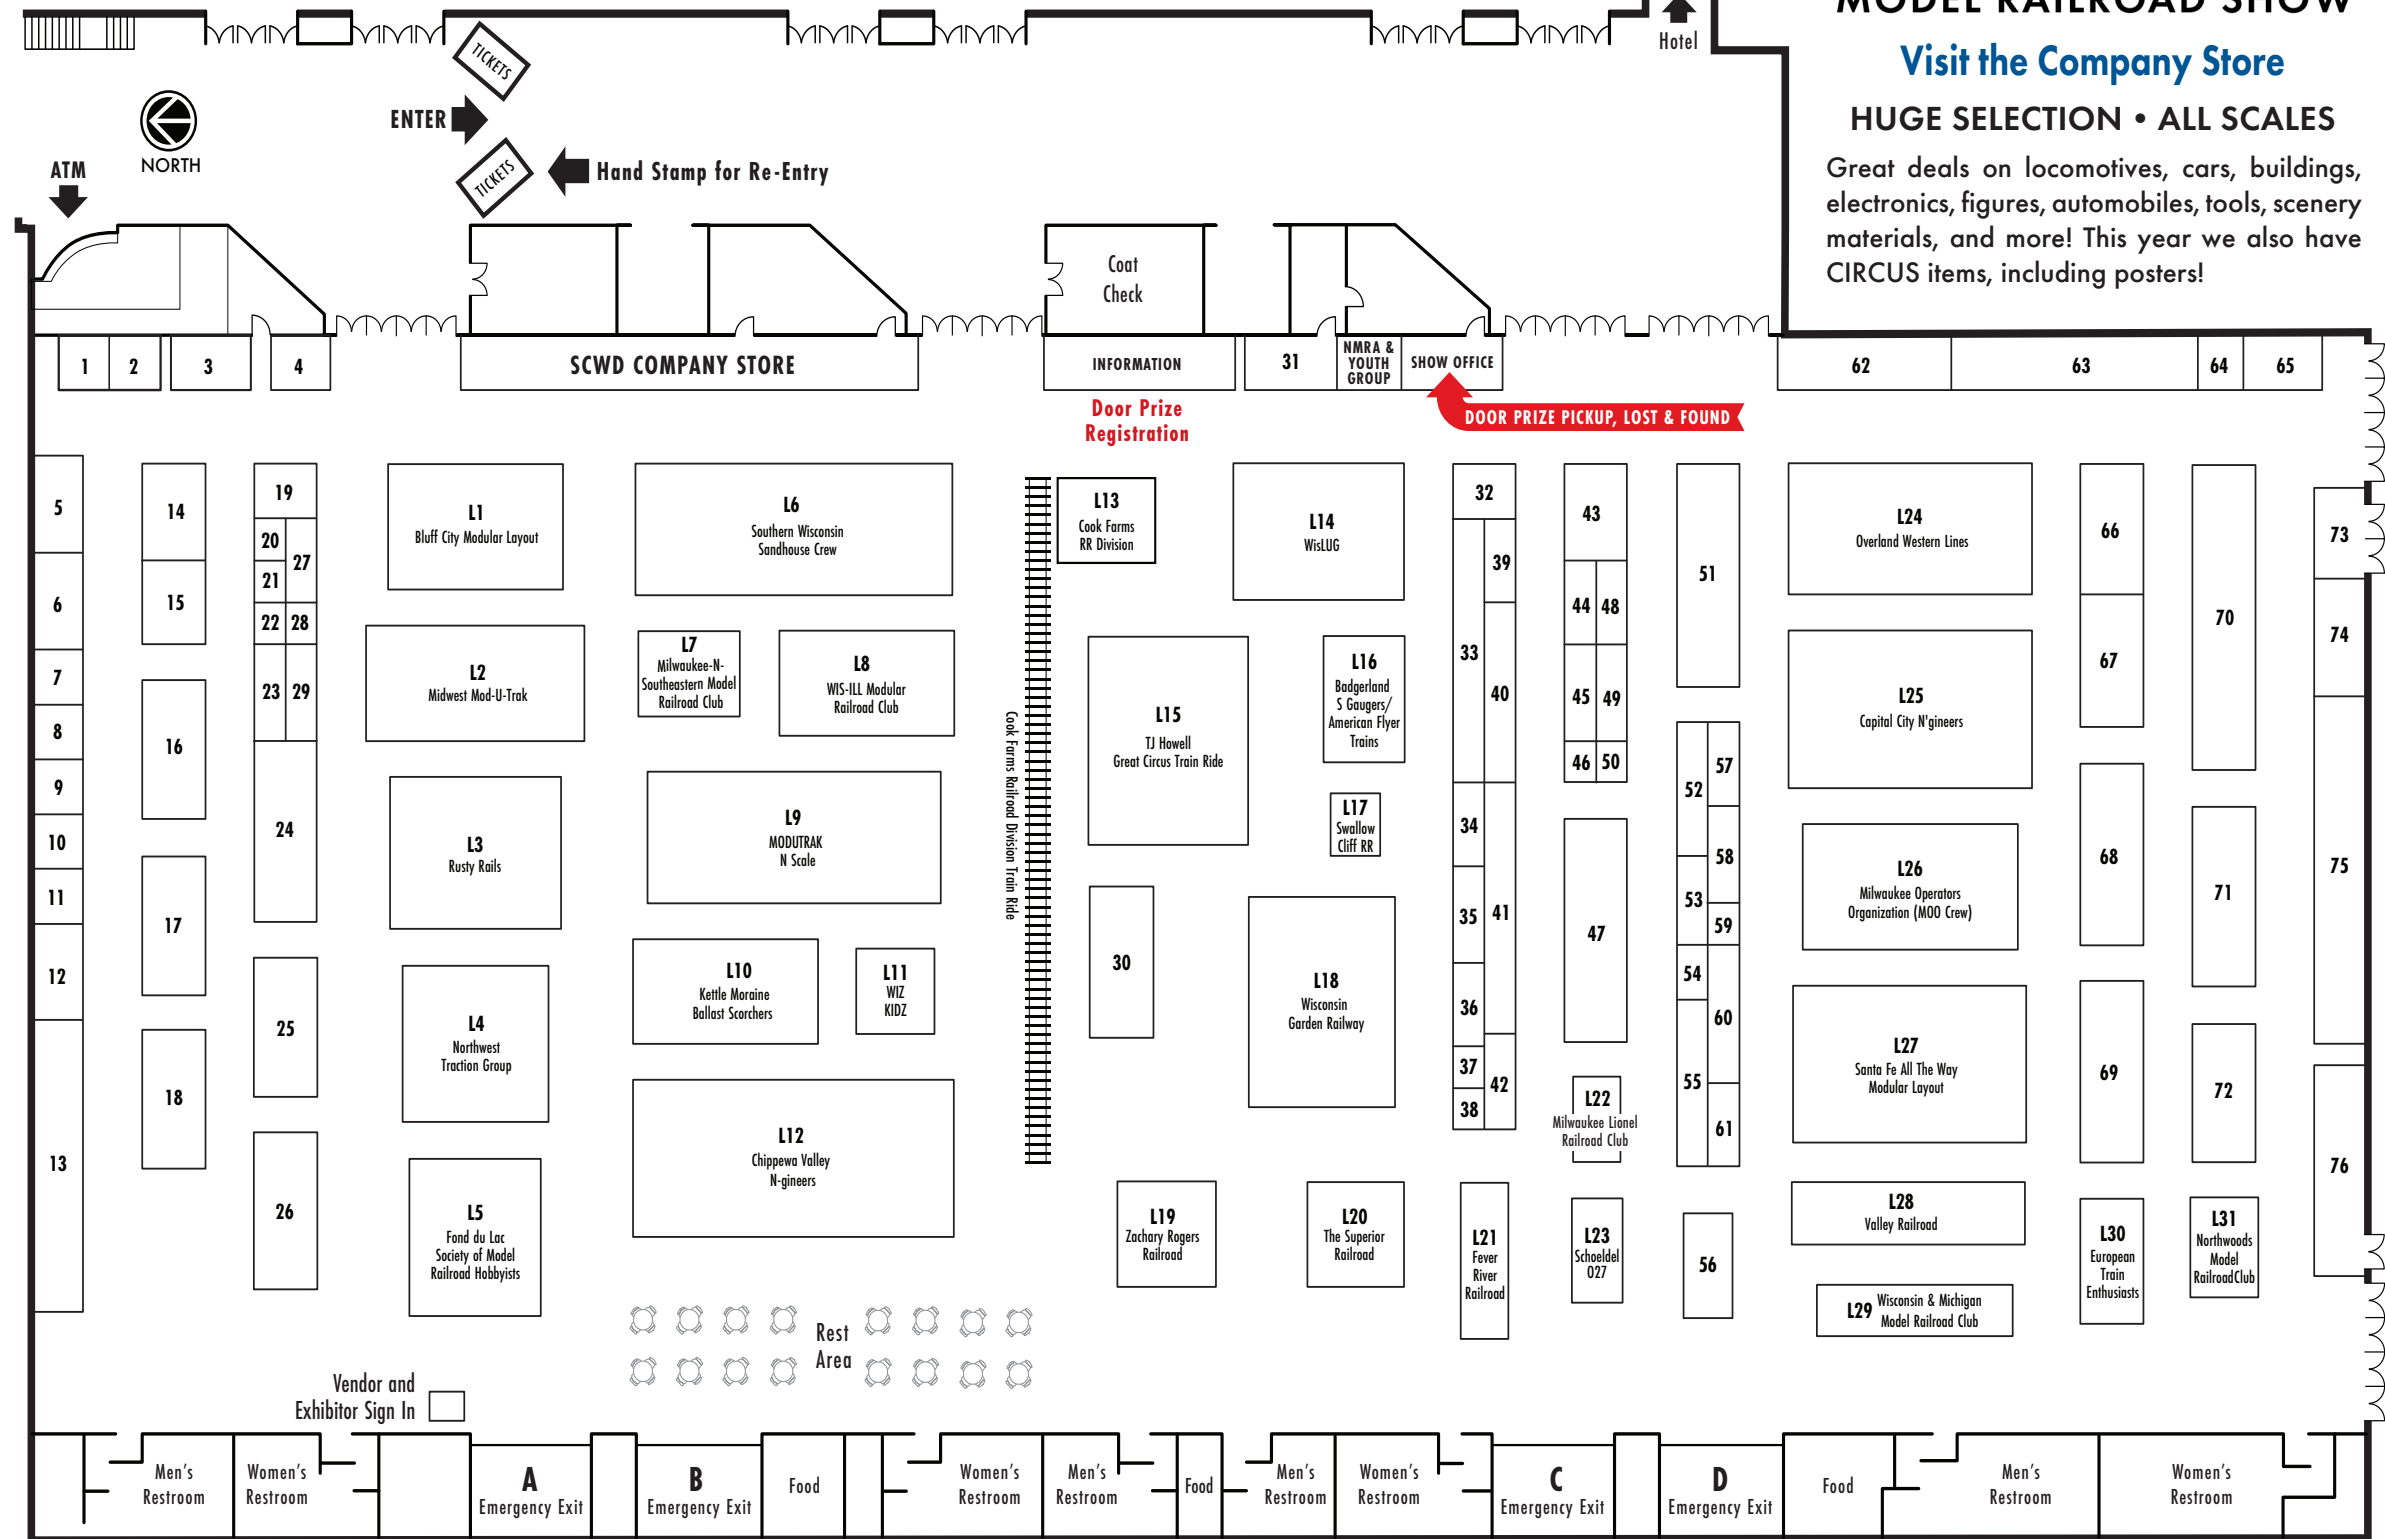 MODEL RAILROAD SHOW
Visit the Company Store
HUGE SELECTION • ALL SCALES
Great deals on locomotives, cars, buildings,
electronics, figures, automobiles, tools, scenery
materials, and more! This year we also have
CIRCUS items, including posters!
Hotel
TICKETS
ENTER
TICKETS
Hand Stamp for Re-Entry
NORTH
ATM
Coat
Check
1
2
3
4
SCWD COMPANY STORE
INFORMATION
31
NMRA &
YOUTH
GROUP
SHOW OFFICE
62
63
64
65
Door Prize
Registration
DOOR PRIZE PICKUP, LOST & FOUND
5
6
7
8
9
10
11
12
13
14
15
16
17
18
19
20
21
22
23
27
28
29
24
25
26
L1
Bluff City Modular Layout
L2
Midwest Mod-U-Trak
L3
Rusty Rails
L4
Northwest
Traction Group
L5
Fond du Lac
Society of Model
Railroad Hobbyists
L6
Southern Wisconsin
Sandhouse Crew
L7
Milwaukee-N-
Southeastern Model
Railroad Club
L8
WIS-ILL Modular
Railroad Club
L9
MODUTRAK
N Scale
L10
Kettle Moraine
Ballast Scorchers
L11
WIZ
KIDZ
L12
Chippewa Valley
N-gineers
Cook Farms Railroad Division Train Ride
L13
Cook Farms
RR Division
L14
WisLUG
L15
TJ Howell
Great Circus Train Ride
L16
Badgerland
S Gaugers/
American Flyer
Trains
L17
Swallow
Cliff RR
30
L18
Wisconsin
Garden Railway
L19
Zachary Rogers
Railroad
L20
The Superior
Railroad
32
33
34
35
36
37
38
39
40
41
42
L21
Fever
River
Railroad
43
44
45
46
48
49
50
47
L22
Milwaukee Lionel
Railroad Club
L23
Schoeldel
027
51
52
53
54
55
57
58
59
60
61
56
L24
Overland Western Lines
L25
Capital City N'gineers
L26
Milwaukee Operators
Organization (MOO Crew)
L27
Santa Fe All The Way
Modular Layout
L28
Valley Railroad
L29
Wisconsin & Michigan
Model Railroad Club
66
67
68
69
L30
European
Train
Enthusiasts
70
71
72
L31
Northwoods
Model
RailroadClub
73
74
75
76
Rest
Area
Vendor and
Exhibitor Sign In
Men's
Restroom
Women's
Restroom
A
Emergency Exit
B
Emergency Exit
Food
Women's
Restroom
Men's
Restroom
Food
Men's
Restroom
Women's
Restroom
C
Emergency Exit
D
Emergency Exit
Food
Men's
Restroom
Women's
Restroom